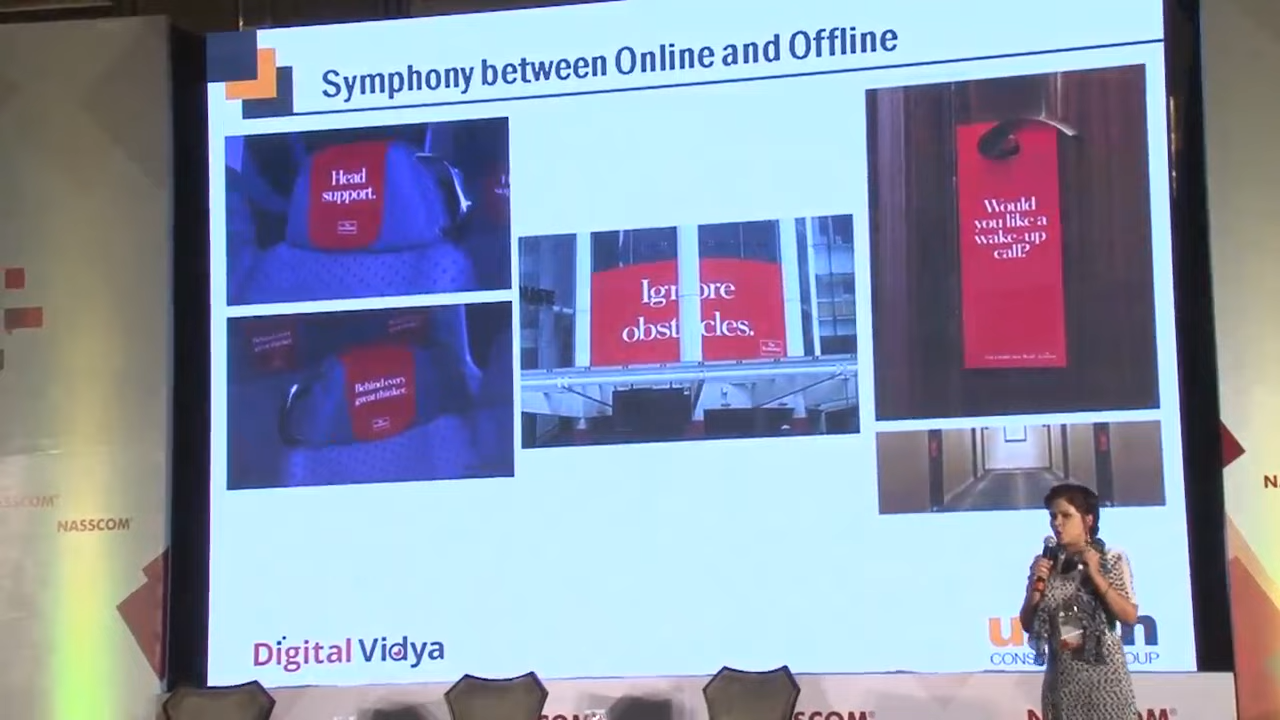 Symphony between Online and Offline
Head
support.
Behind every
great thinker.
Ignore
obstacles.
Would
you like a
wake-up
call?
NASSCOM
Digital Vidya
NASSCOM